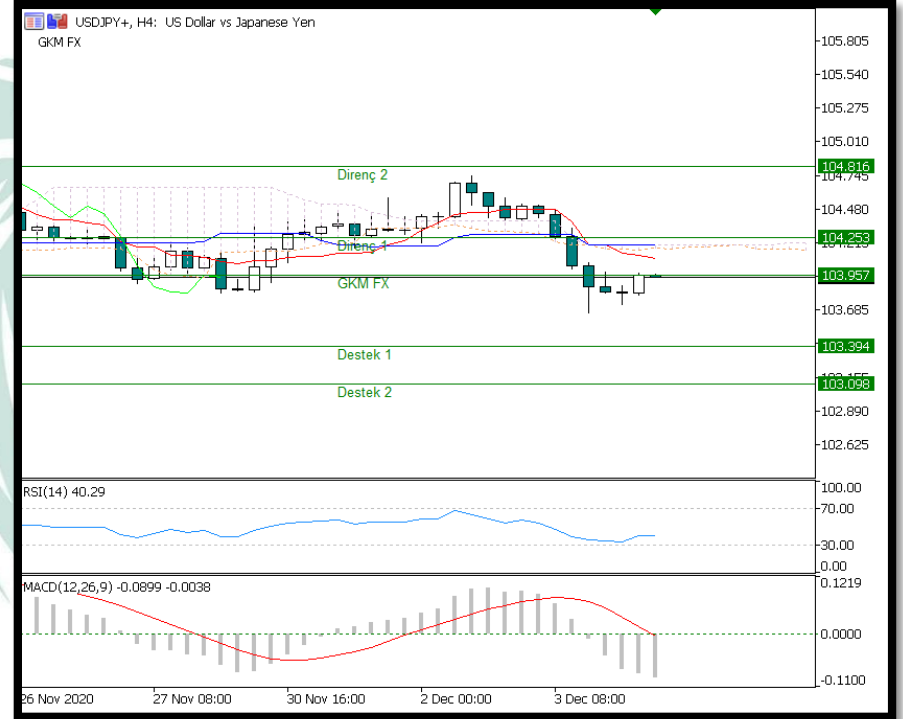 USDJPY+, H4: US Dollar vs Japanese Yen
GKM FX
105.805
105.540
105.275
105.010
104.816
Direnç 2
104.745
104.480
104.253
Direnç 1
103.957
GKM FX
103.685
103.394
Destek 1
103.098
Destek 2
102.890
102.625
RSI(14) 40.29
100.00
70.00
30.00
0.00
MACD(12,26,9) -0.0899 -0.0038
0.1219
0.0000
-0.1100
26 Nov 2020
27 Nov 08:00
30 Nov 16:00
2 Dec 00:00
3 Dec 08:00